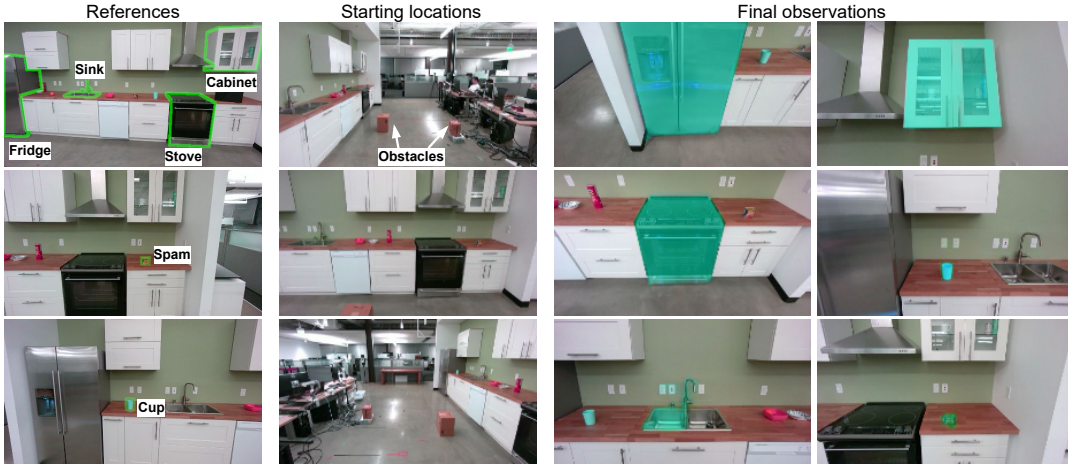 References
Starting locations
Final observations
Sink
Cabinet
Fridge
Stove
Obstacles
Spam
Cup